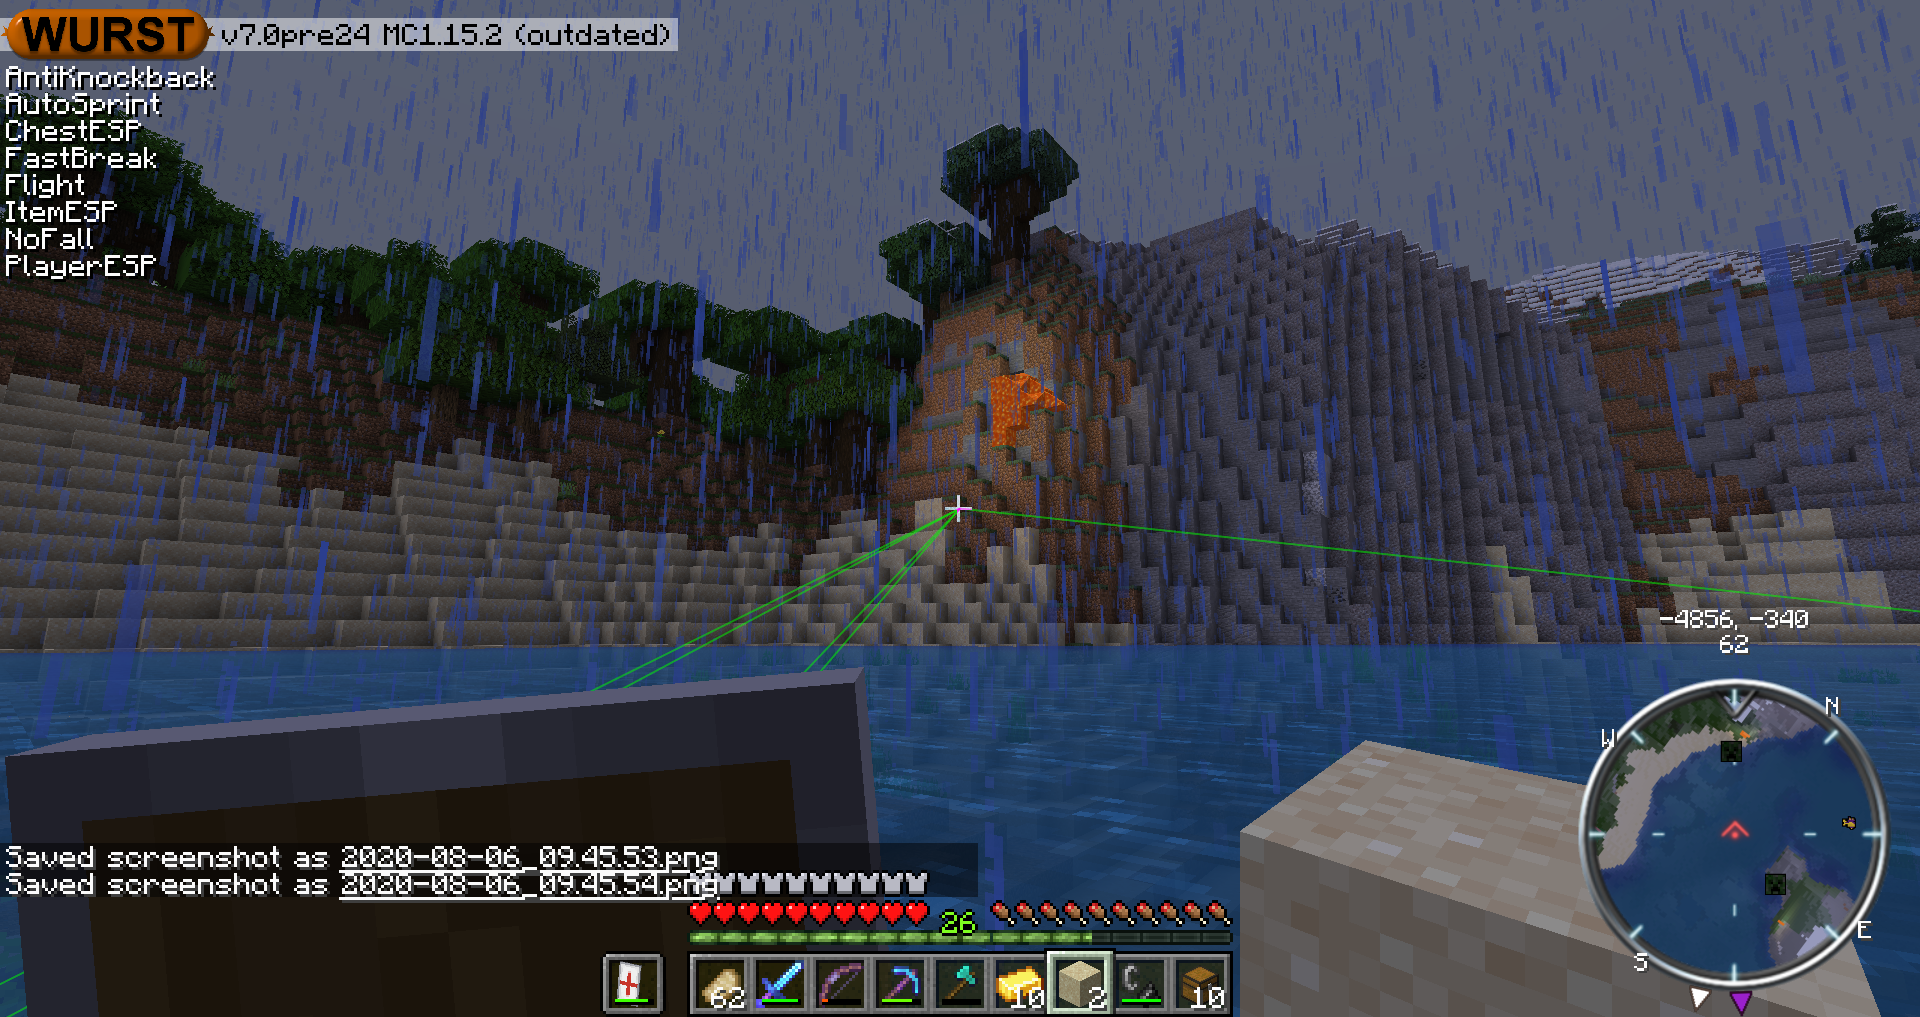 WURST v7.0pre24 MC1.15.2 (outdated)
AntiKnockback
AutoSprint
ChestESP
FastBreak
Flight
ItemESP
NoFall
PlayerESP
-4856, -340
62
N
W
E
S
Saved screenshot as 2020-08-06_09.45.53.png
Saved screenshot as 2020-08-06_09.45.54.png
26
62 10 2 10